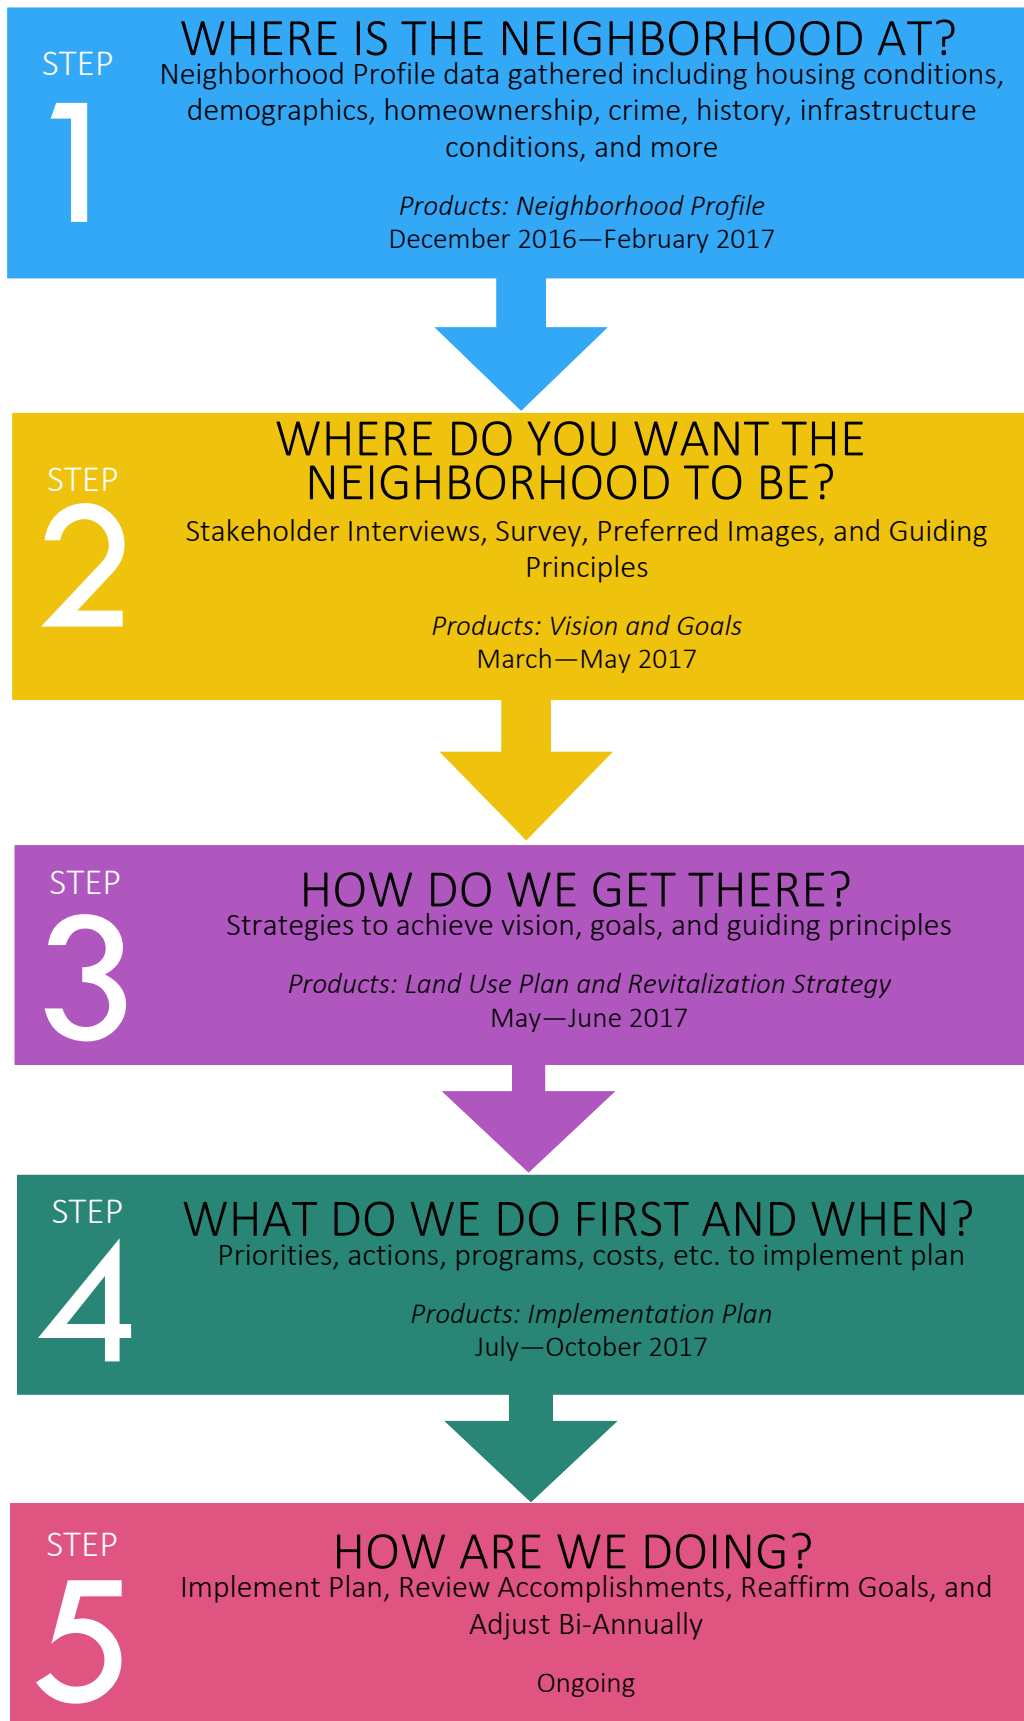 STEP
1
WHERE IS THE NEIGHBORHOOD AT?
Neighborhood Profile data gathered including housing conditions,
demographics, homeownership, crime, history, infrastructure
conditions, and more
Products: Neighborhood Profile
December 2016—February 2017
STEP
2
WHERE DO YOU WANT THE
NEIGHBORHOOD TO BE?
Stakeholder Interviews, Survey, Preferred Images, and Guiding
Principles
Products: Vision and Goals
March—May 2017
STEP
3
HOW DO WE GET THERE?
Strategies to achieve vision, goals, and guiding principles
Products: Land Use Plan and Revitalization Strategy
May—June 2017
STEP
4
WHAT DO WE DO FIRST AND WHEN?
Priorities, actions, programs, costs, etc. to implement plan
Products: Implementation Plan
July—October 2017
STEP
5
HOW ARE WE DOING?
Implement Plan, Review Accomplishments, Reaffirm Goals, and
Adjust Bi-Annually
Ongoing